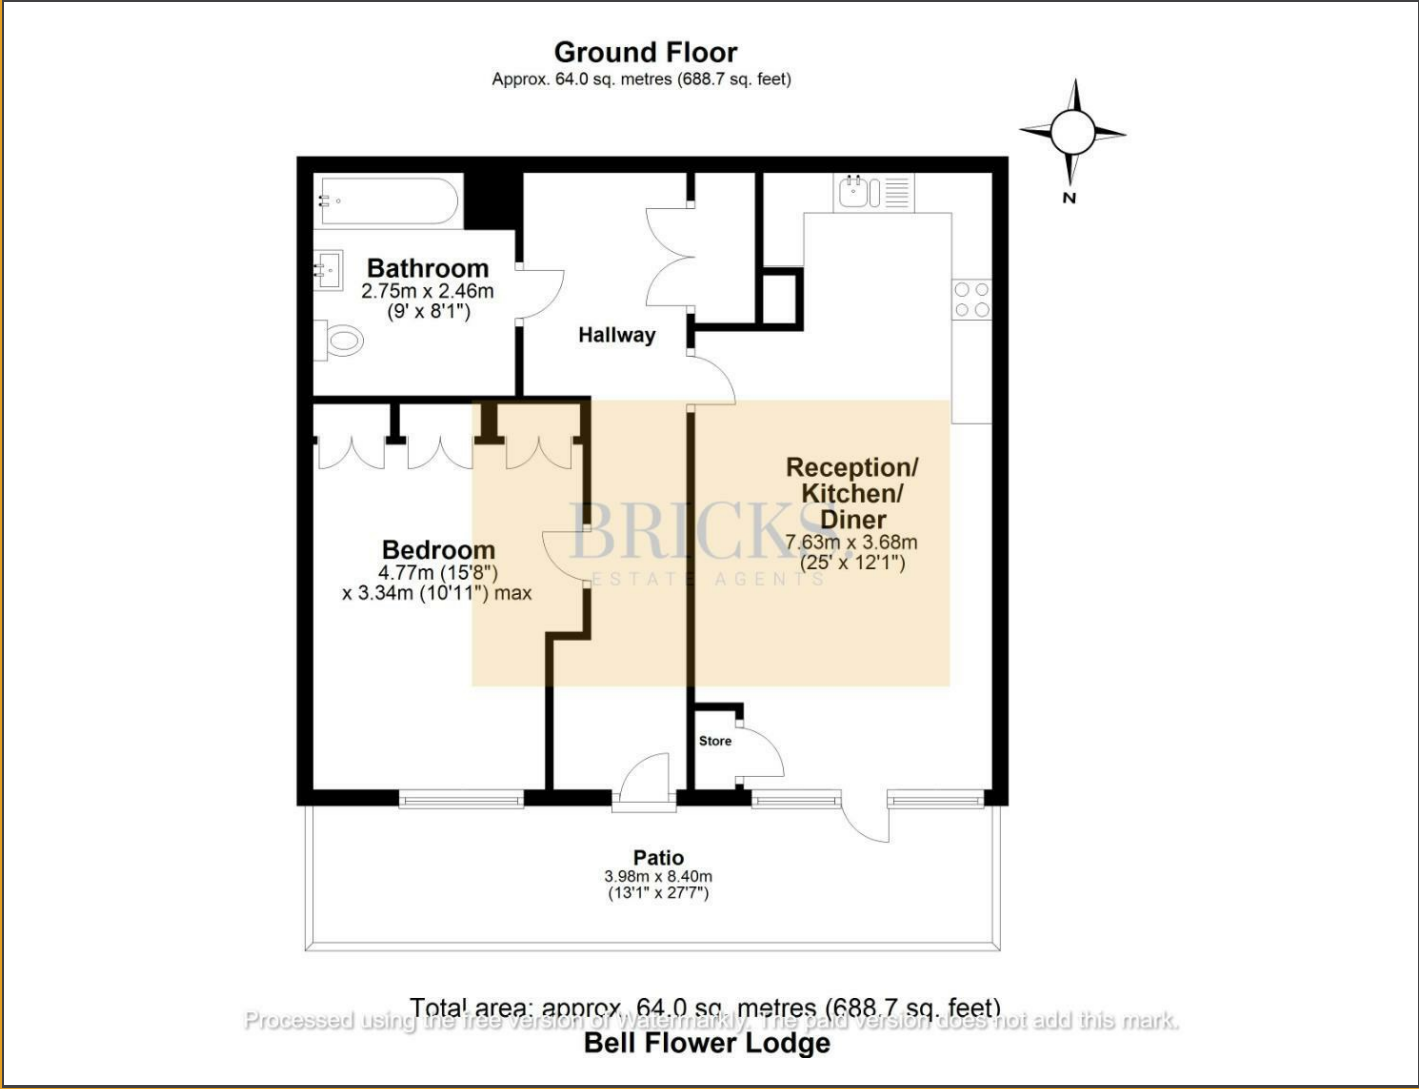 Ground Floor
Approx. 64.0 sq. metres (688.7 sq. feet)
N
Bathroom
2.75m x 2.46m
(9' x 8'1")
Hallway
Reception/
Kitchen/
Diner
7.63m x 3.68m
(25' x 12'1")
BRICKS.
ESTATE AGENTS
Bedroom
4.77m (15'8")
x 3.34m (10'11") max
Store
Patio
3.98m x 8.40m
(13'1" x 27'7")
Total area: approx. 64.0 sq. metres (688.7 sq. feet)
Processed using the free version of Watermarkly. The paid version does not add this mark.
Bell Flower Lodge